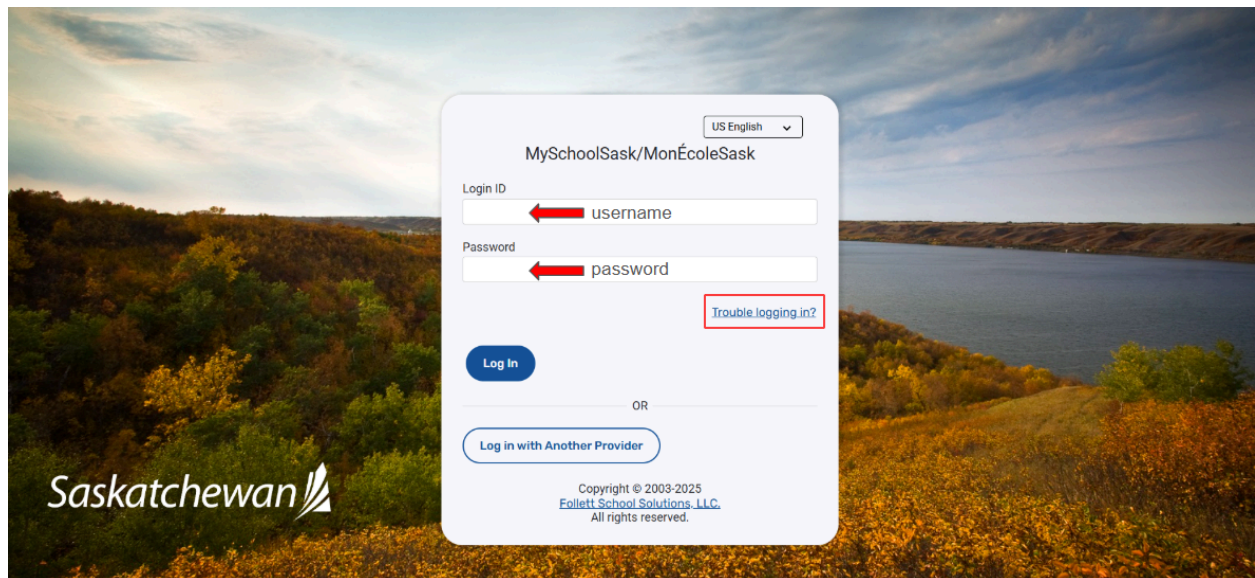 US English
MySchoolSask/MonÉcoleSask
Login ID
username
Password
password
Trouble logging in?
Log In
OR
Log in with Another Provider
Saskatchewan
Copyright © 2003-2025
Follett School Solutions, LLC.
All rights reserved.